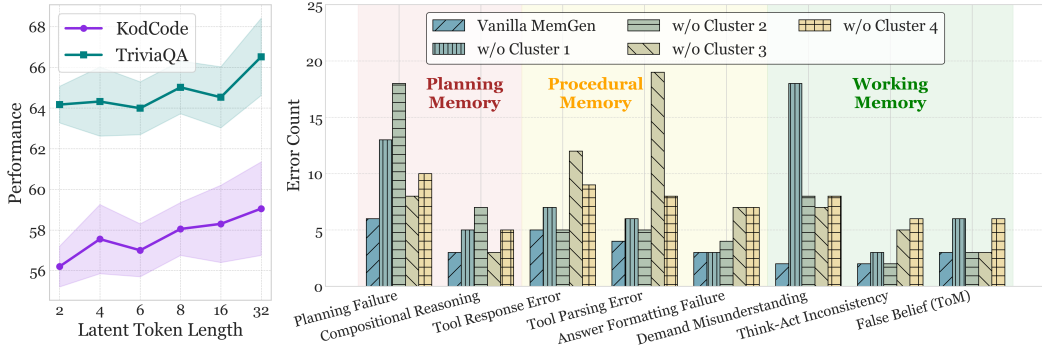 KodCode
TriviaQA
Performance
68
66
64
62
60
58
56
2 4 6 8 16 32
Latent Token Length
Vanilla MemGen
w/o Cluster 1
w/o Cluster 2
w/o Cluster 3
w/o Cluster 4
Planning
Memory
Procedural
Memory
Working
Memory
Error Count
25
20
15
10
5
0
Planning Failure
Compositional Reasoning
Tool Response Error
Tool Parsing Error
Answer Formatting Failure
Demand Misunderstanding
Think-Act Inconsistency
False Belief (ToM)